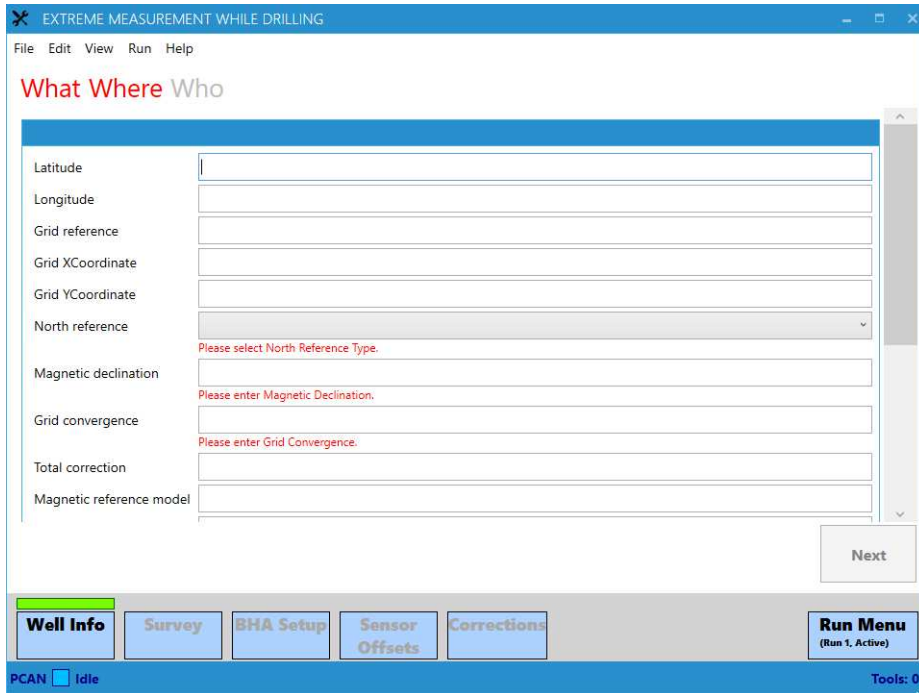 EXTREME MEASUREMENT WHILE DRILLING
File Edit View Run Help
What Where Who
Latitude
Longitude
Grid reference
Grid XCoordinate
Grid YCoordinate
North reference
Please select North Reference Type.
Magnetic declination
Please enter Magnetic Declination.
Grid convergence
Please enter Grid Convergence.
Total correction
Magnetic reference model
Next
Well Info Survey BHA Setup Sensor Corrections Run Menu
Offsets (Run 1, Active)
PCAN Idle Tools: 0